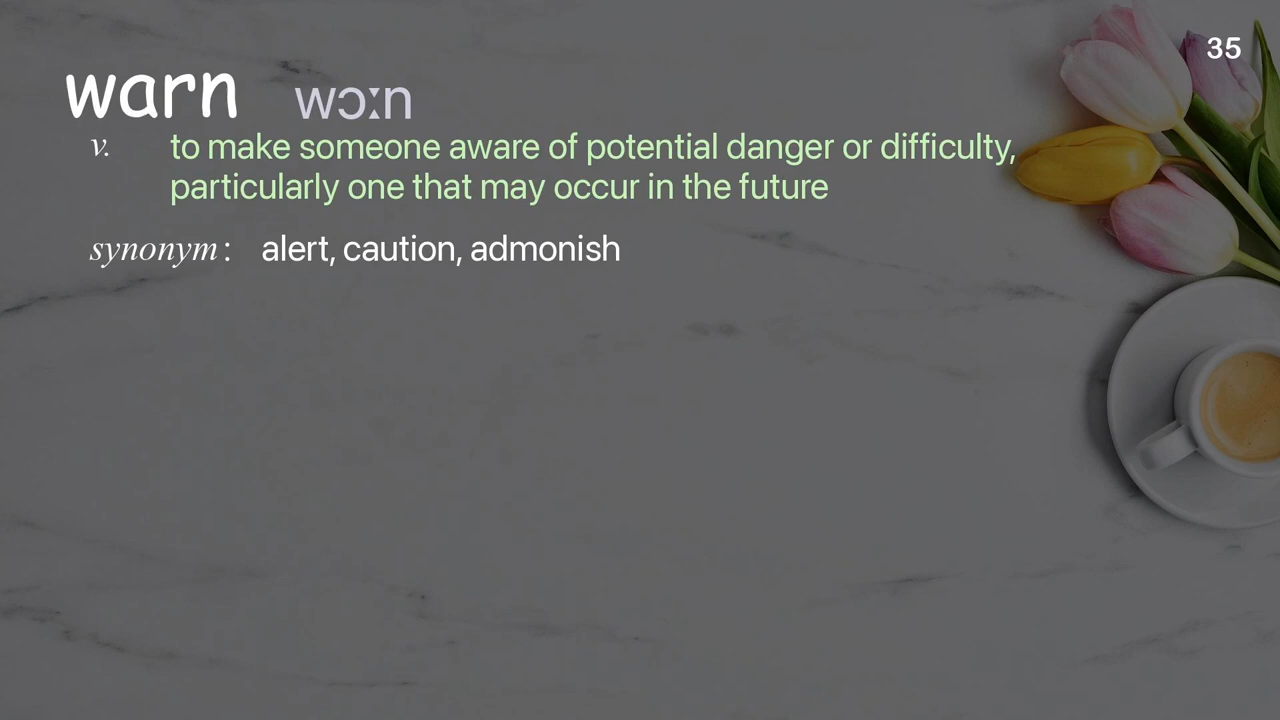 35
warn wɔːn
v. to make someone aware of potential danger or difficulty,
particularly one that may occur in the future
synonym: alert, caution, admonish